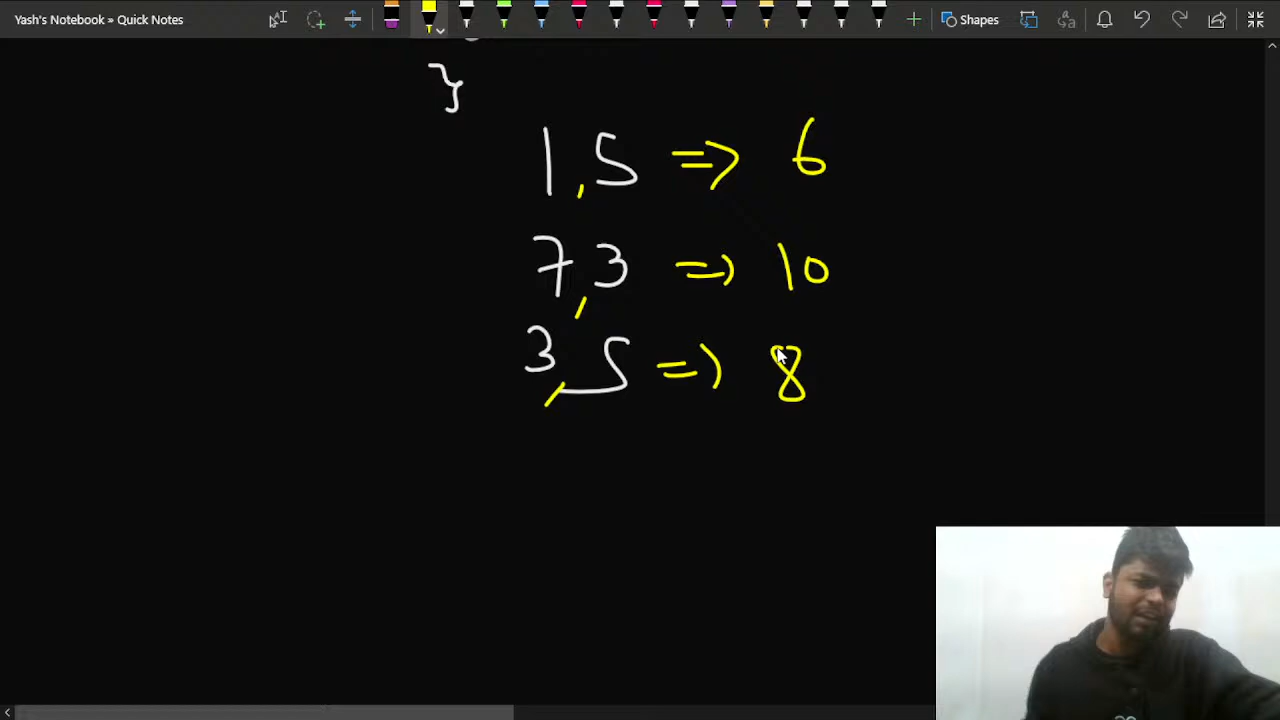 Yash's Notebook » Quick Notes
Shapes
}
1,5 => 6
7,3 => 10
3,5 => 8